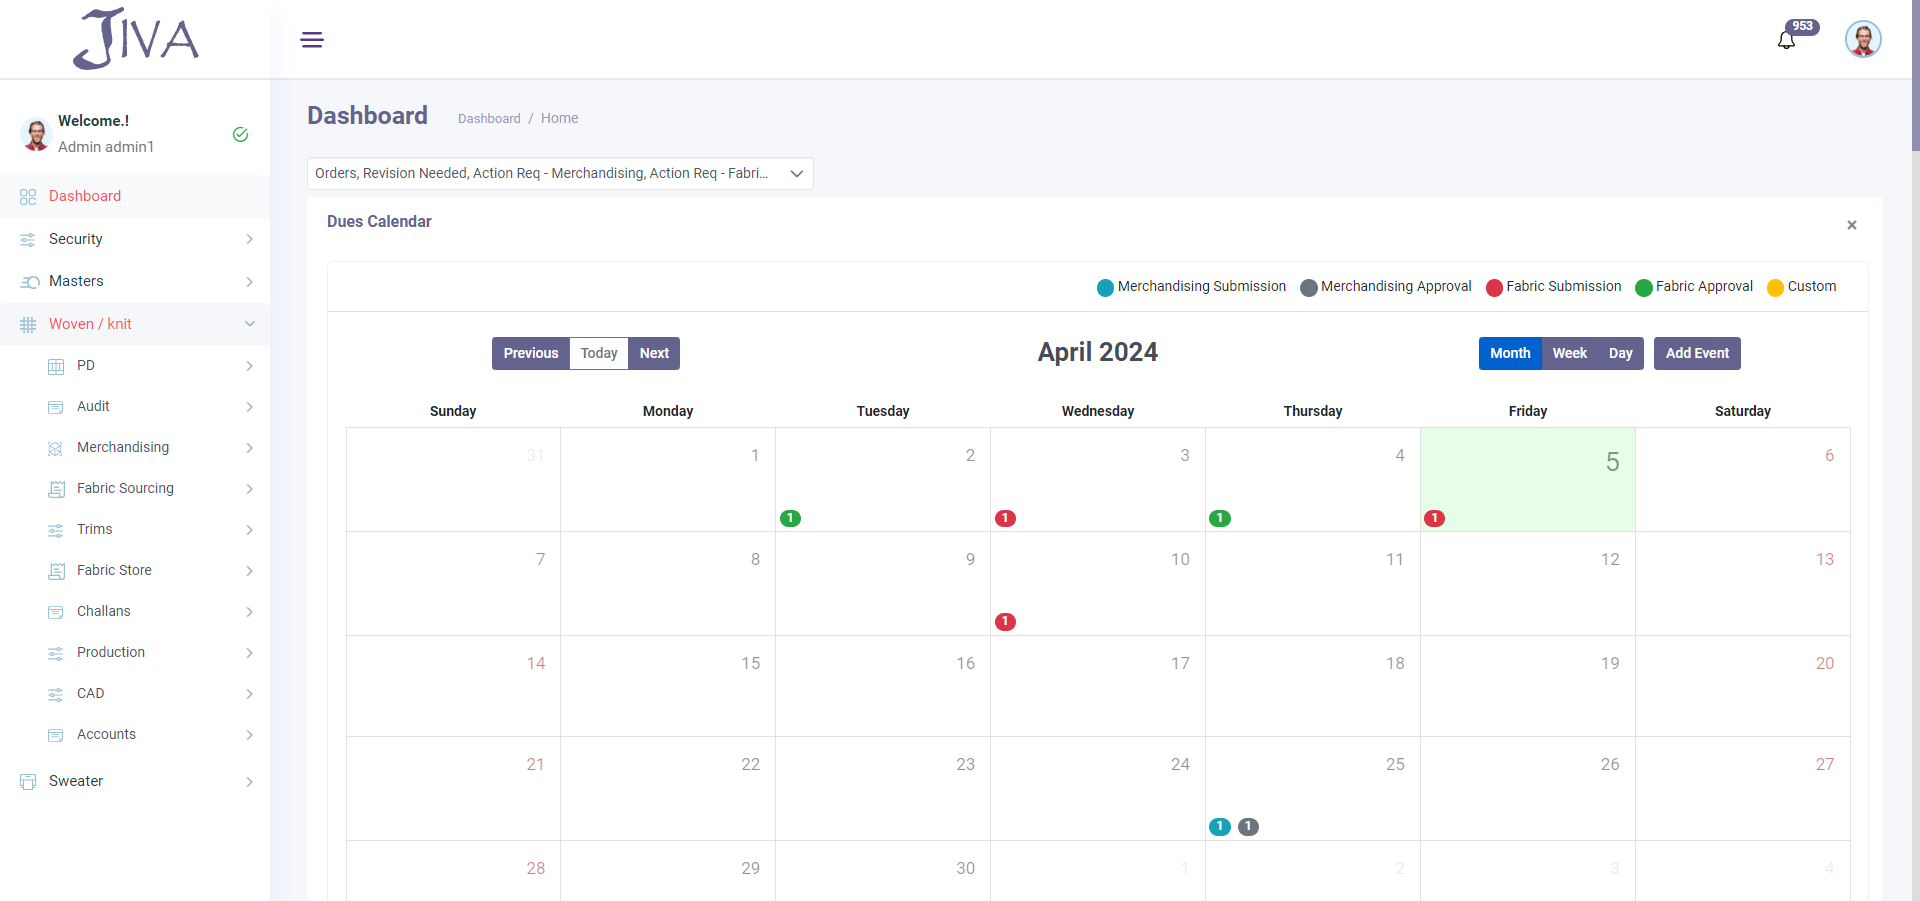 JIVA
953
Welcome.!
Admin admin1
Dashboard
Security
Masters
Woven / knit
PD
Audit
Merchandising
Fabric Sourcing
Trims
Fabric Store
Challans
Production
CAD
Accounts
Sweater
Dashboard
Dashboard / Home
Orders, Revision Needed, Action Req - Merchandising, Action Req - Fabri...
Dues Calendar
×
Merchandising Submission Merchandising Approval Fabric Submission Fabric Approval Custom
Previous Today Next
April 2024
Month Week Day Add Event
Sunday Monday Tuesday Wednesday Thursday Friday Saturday
31 1 2 3 4 5 6
1 1 1 1
7 8 9 10 11 12 13
1
14 15 16 17 18 19 20
21 22 23 24 25 26 27
1 1
28 29 30 1 2 3 4